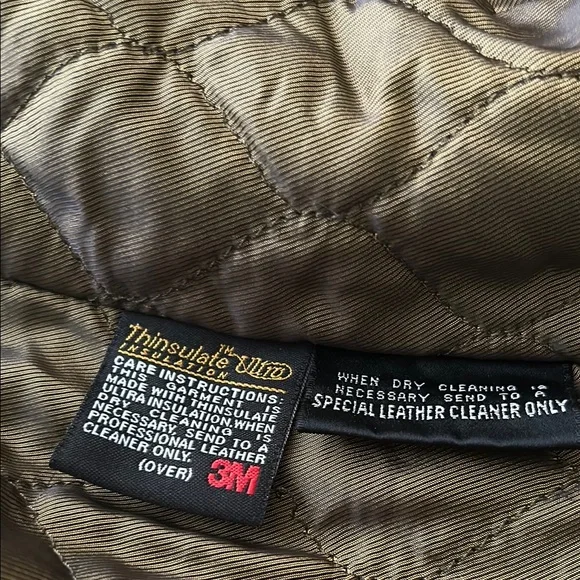 Thinsulate™ Ultra
INSULATION
CARE INSTRUCTIONS:
THIS GARMENT IS
MADE WITH THINSULATE
ULTRA INSULATION.WHEN
DRY CLEANING IS
NECESSARY SEND TO A
PROFESSIONAL LEATHER
CLEANER ONLY.
(OVER) 3M
WHEN DRY CLEANING IS
NECESSARY SEND TO A
SPECIAL LEATHER CLEANER ONLY